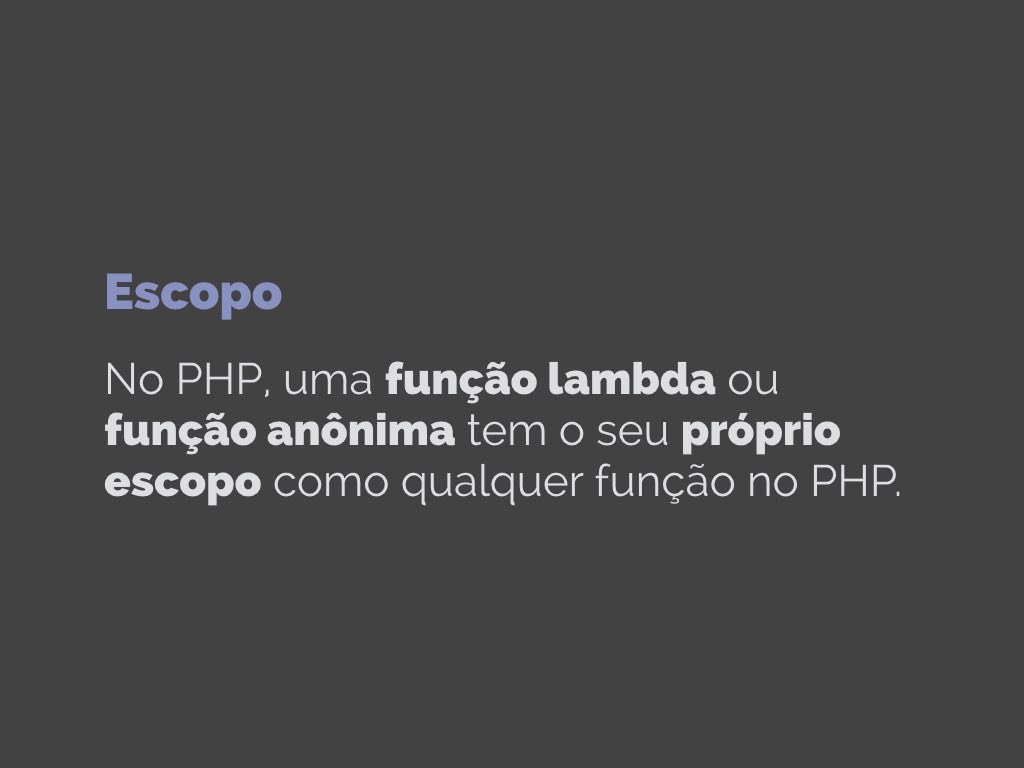 Escopo
No PHP, uma função lambda ou
função anônima tem o seu próprio
escopo como qualquer função no PHP.